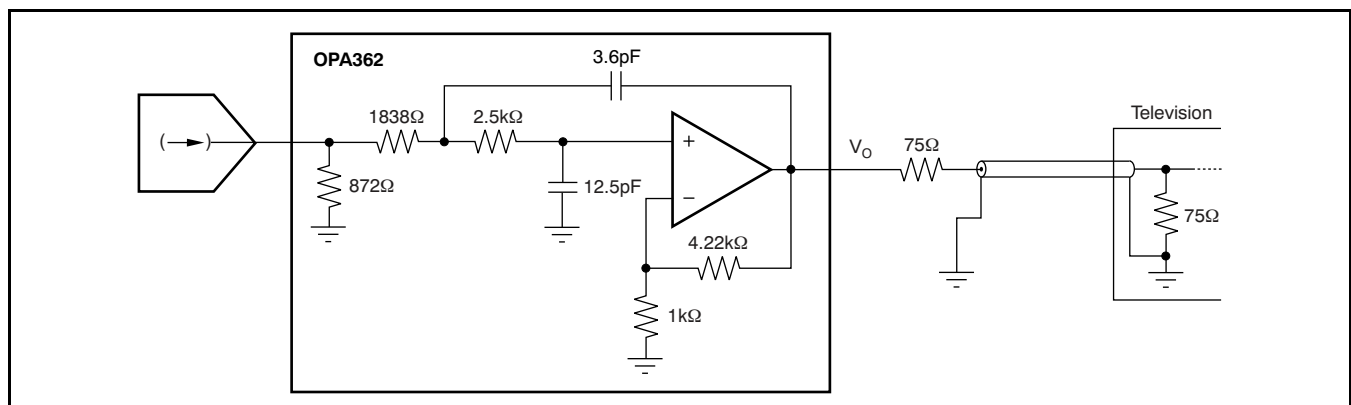 OPA362
3.6pF
1838Ω
2.5kΩ
Television
( )
+
V_O
75Ω
872Ω
12.5pF
−
75Ω
4.22kΩ
1kΩ